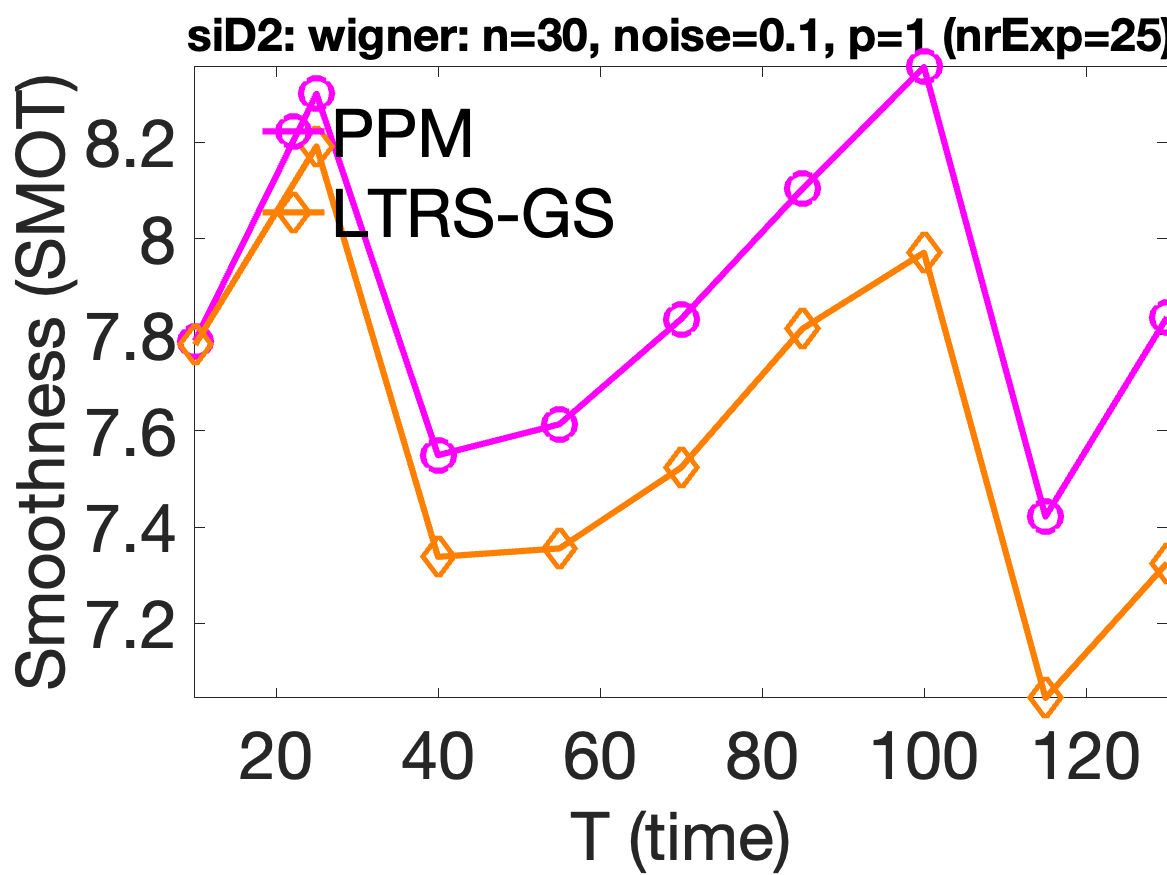 siD2: wigner: n=30, noise=0.1, p=1 (nrExp=25)
Smoothness (SMOT)
8.2
8
7.8
7.6
7.4
7.2
PPM
LTRS-GS
20 40 60 80 100 120
T (time)